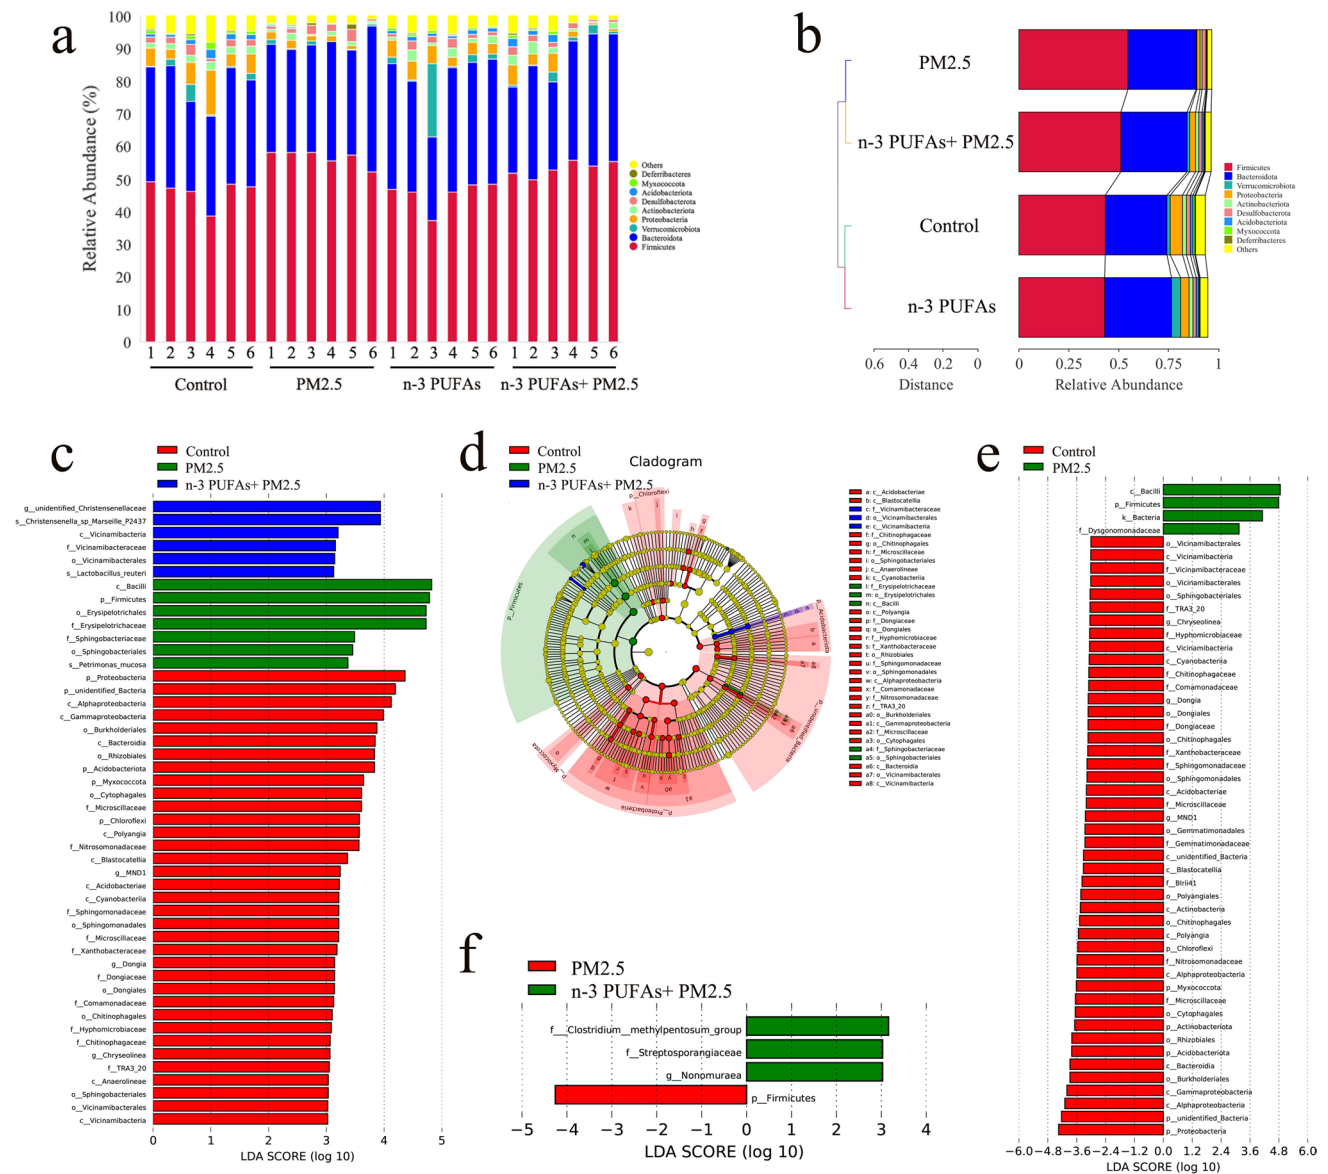 a
Relative Abundance (%)
100
90
80
70
60
50
40
30
20
10
0
1 2 3 4 5 6 1 2 3 4 5 6 1 2 3 4 5 6 1 2 3 4 5 6
Control PM2.5 n-3 PUFAs n-3 PUFAs+ PM2.5
Others
Deferribacteres
Myxococcota
Acidobacteriota
Desulfobacterota
Actinobacteriota
Proteobacteria
Verrucomicrobiota
Bacteroidota
Firmicutes
b
PM2.5
n-3 PUFAs+ PM2.5
Control
n-3 PUFAs
0.6 0.4 0.2 0
Distance
0 0.25 0.5 0.75 1
Relative Abundance
Firmicutes
Bacteroidota
Verrucomicrobiota
Proteobacteria
Actinobacteriota
Desulfobacterota
Acidobacteriota
Myxococcota
Deferribacteres
Others
c
Control
PM2.5
n-3 PUFAs+ PM2.5
g__unidentified_Christensenellaceae
s__Christensenella_sp_Marseille_P2437
c__Vicinamibacteria
f__Vicinamibacteraceae
o__Vicinamibacterales
s__Lactobacillus_reuteri
c__Bacilli
p__Firmicutes
o__Erysipelotrichales
f__Erysipelotrichaceae
f__Sphingobacteriaceae
o__Sphingobacteriales
s__Petrimonas_mucosa
p__Proteobacteria
p__unidentified_Bacteria
c__Alphaproteobacteria
c__Gammaproteobacteria
o__Burkholderiales
c__Bacteroidia
o__Rhizobiales
p__Acidobacteriota
p__Myxococcota
o__Cytophagales
f__Microscillaceae
p__Chloroflexi
c__Polyangia
f__Nitrosomonadaceae
c__Blastocatellia
g__MND1
c__Acidobacteriae
c__Cyanobacteriia
f__Sphingomonadaceae
o__Sphingomonadales
f__Microscillaceae
f__Xanthobacteraceae
g__Dongia
f__Dongiaceae
o__Dongiales
f__Comamonadaceae
o__Chitinophagales
f__Hyphomicrobiaceae
f__Chitinophagaceae
g__Chryseolinea
f__TRA3_20
c__Anaerolineae
o__Sphingobacteriales
o__Vicinamibacterales
c__Vicinamibacteria
0 1 2 3 4 5
LDA SCORE (log 10)
d
Control
PM2.5
n-3 PUFAs+ PM2.5
Cladogram
p__Chloroflexi
p__Firmicutes
p__Acidobacteriota
p__unidentified_Bacteria
p__Proteobacteria
p__Myxococcota
a: c__Acidobacteriae
b: c__Blastocatellia
c: f__Vicinamibacteraceae
d: o__Vicinamibacterales
e: c__Vicinamibacteria
f: f__Chitinophagaceae
g: o__Chitinophagales
h: f__Microscillaceae
i: o__Sphingobacteriales
j: c__Anaerolineae
k: c__Cyanobacteriia
l: f__Erysipelotrichaceae
m: o__Erysipelotrichales
n: c__Bacilli
o: c__Polyangia
p: f__Dongiaceae
q: o__Dongiales
r: f__Hyphomicrobiaceae
s: f__Xanthobacteraceae
t: o__Rhizobiales
u: f__Sphingomonadaceae
v: o__Sphingomonadales
w: c__Alphaproteobacteria
x: f__Comamonadaceae
y: f__Nitrosomonadaceae
z: f__TRA3_20
a0: o__Burkholderiales
a1: c__Gammaproteobacteria
a2: f__Microscillaceae
a3: o__Cytophagales
a4: f__Sphingobacteriaceae
a5: o__Sphingobacteriales
a6: c__Bacteroidia
a7: o__Vicinamibacterales
a8: c__Vicinamibacteria
e
Control
PM2.5
c__Bacilli
p__Firmicutes
k__Bacteria
f__Dysgonomonadaceae
o__Vicinamibacterales
c__Vicinamibacteria
f__Vicinamibacteraceae
o__Vicinamibacterales
o__Sphingobacteriales
f__TRA3_20
g__Chryseolinea
f__Hyphomicrobiaceae
c__Vicinamibacteria
c__Cyanobacteriia
f__Chitinophagaceae
f__Comamonadaceae
g__Dongia
o__Dongiales
f__Dongiaceae
o__Chitinophagales
f__Xanthobacteraceae
f__Sphingomonadaceae
o__Sphingomonadales
c__Acidobacteriae
f__Microscillaceae
g__MND1
o__Gemmatimonadales
f__Gemmatimonadaceae
c__unidentified_Bacteria
c__Blastocatellia
f__BIrii41
o__Polyangiales
c__Actinobacteria
o__Chitinophagales
c__Polyangia
p__Chloroflexi
f__Nitrosomonadaceae
c__Alphaproteobacteria
p__Myxococcota
f__Microscillaceae
o__Cytophagales
p__Actinobacteriota
o__Rhizobiales
p__Acidobacteriota
c__Bacteroidia
o__Burkholderiales
c__Gammaproteobacteria
c__Alphaproteobacteria
p__unidentified_Bacteria
p__Proteobacteria
−6.0 −4.8 −3.6 −2.4 −1.2 0.0 1.2 2.4 3.6 4.8 6.0
LDA SCORE (log 10)
f
PM2.5
n-3 PUFAs+ PM2.5
f__Clostridium__methylpentosum_group
f__Streptosporangiaceae
g__Nonomuraea
p__Firmicutes
−5 −4 −3 −2 −1 0 1 2 3 4
LDA SCORE (log 10)